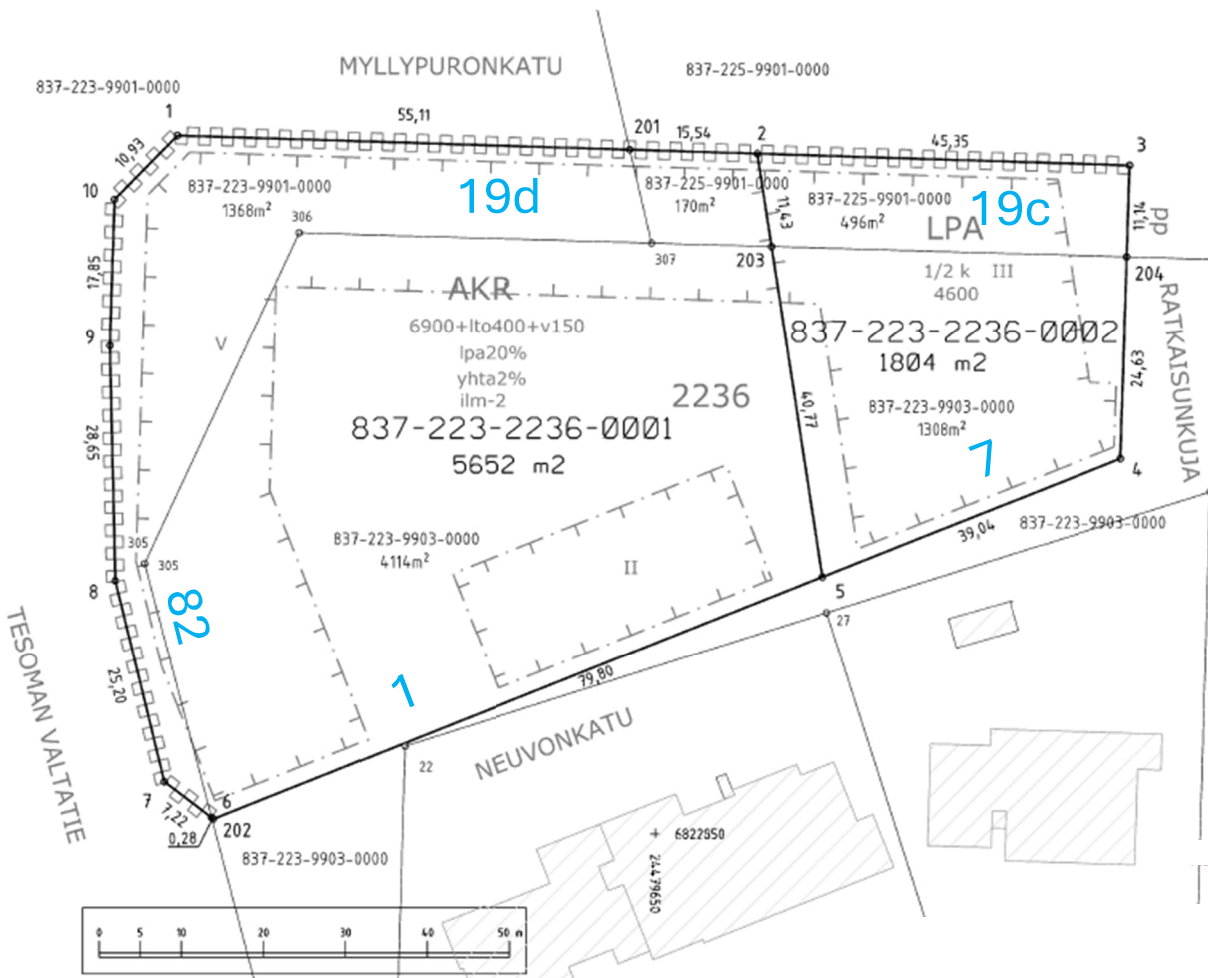 MYLLYPURONKATU
837-225-9901-0000
837-223-9901-0000
1
55,11
201
15,54
2
45,35
3
10,93
10
837-223-9901-0000
1368m²
19d
837-225-9901-0000
170m²
11,43
837-225-9901-0000
496m²
19c
LPA
11,14
pp
306
307
203
204
17,85
AKR
1/2 k III
4600
RATKAISUNKUJA
9
V
6900+lto400+v150
lpa20%
yhta2%
ilm-2
2236
837-223-2236-0002
1804 m2
24,63
28,65
837-223-2236-0001
5652 m2
40,77
837-223-9903-0000
1308m²
7
4
837-223-9903-0000
4114m²
39,04
837-223-9903-0000
305
305
II
8
82
5
27
TESOMAN VALTATIE
25,20
1
79,80
22
NEUVONKATU
7
7,22
6
202
0,28
837-223-9903-0000
6822950
24479650
0 5 10 20 30 40 50 m